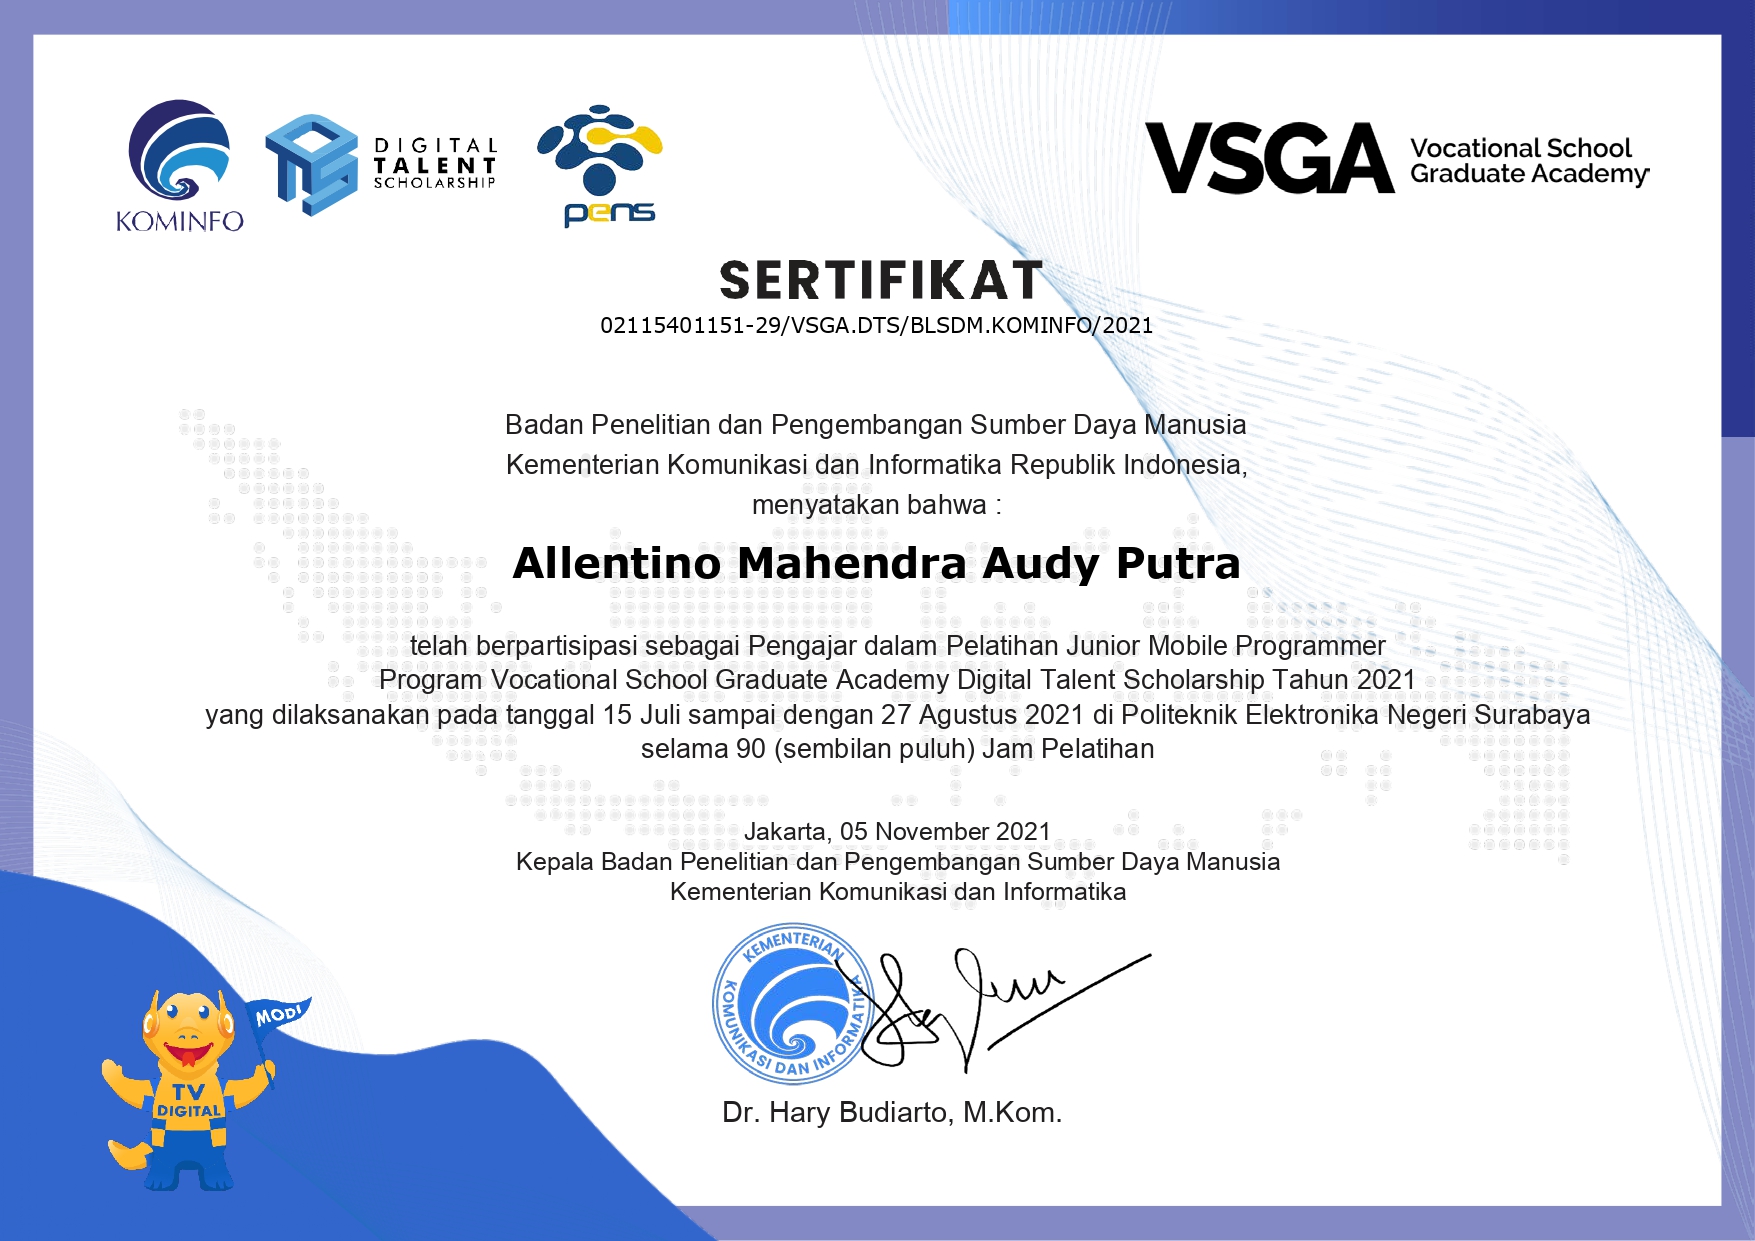 KOMINFO
DIGITAL
TALENT
SCHOLARSHIP
pens
VSGA
Vocational School
Graduate Academy
SERTIFIKAT
02115401151-29/VSGA.DTS/BLSDM.KOMINFO/2021
Badan Penelitian dan Pengembangan Sumber Daya Manusia
Kementerian Komunikasi dan Informatika Republik Indonesia,
menyatakan bahwa :
Allentino Mahendra Audy Putra
telah berpartisipasi sebagai Pengajar dalam Pelatihan Junior Mobile Programmer
Program Vocational School Graduate Academy Digital Talent Scholarship Tahun 2021
yang dilaksanakan pada tanggal 15 Juli sampai dengan 27 Agustus 2021 di Politeknik Elektronika Negeri Surabaya
selama 90 (sembilan puluh) Jam Pelatihan
Jakarta, 05 November 2021
Kepala Badan Penelitian dan Pengembangan Sumber Daya Manusia
Kementerian Komunikasi dan Informatika
KEMENTERIAN
KOMUNIKASI DAN INFORMATIKA
Dr. Hary Budiarto, M.Kom.
MODI
TV
DIGITAL